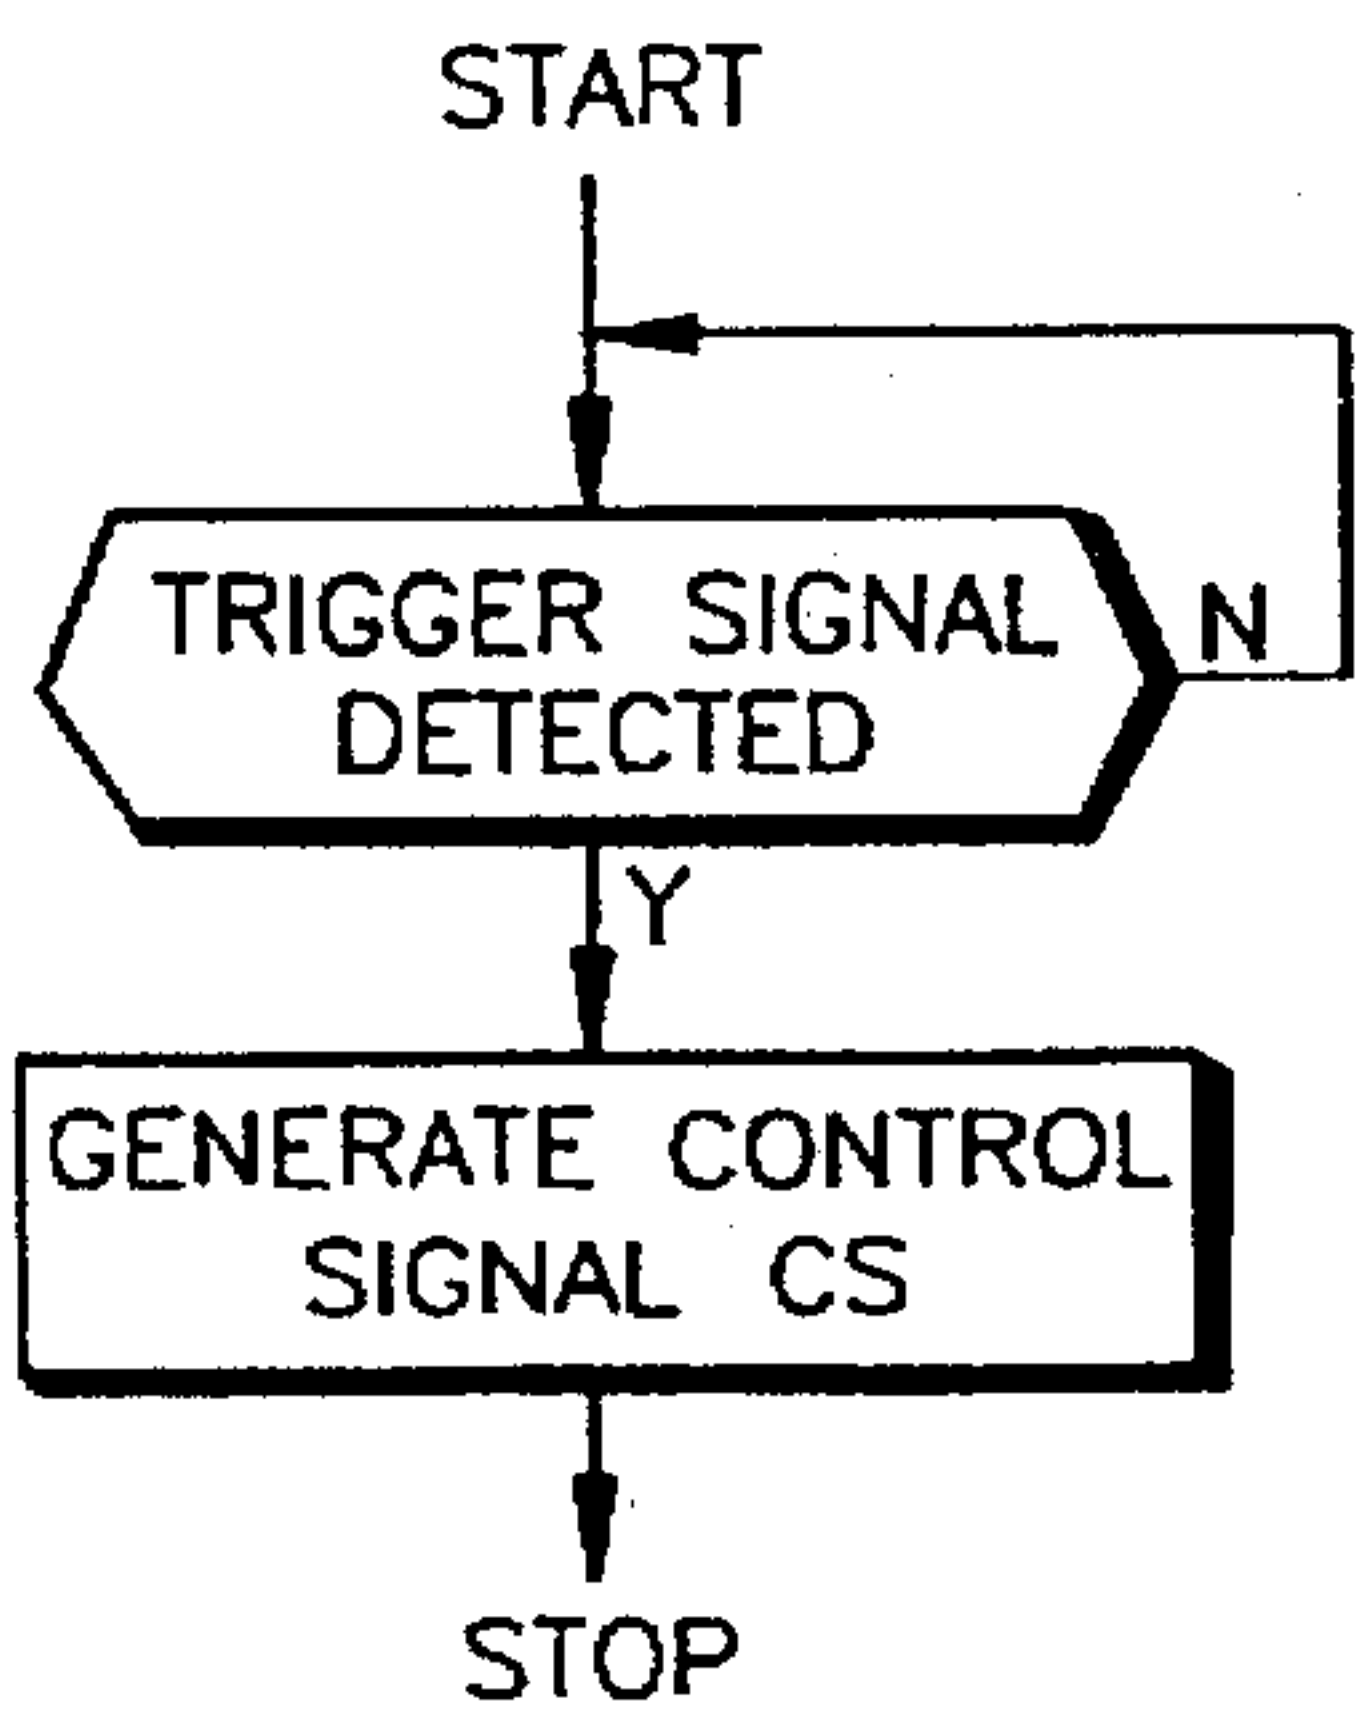 START
TRIGGER SIGNAL
DETECTED
N
Y
GENERATE CONTROL
SIGNAL CS
STOP